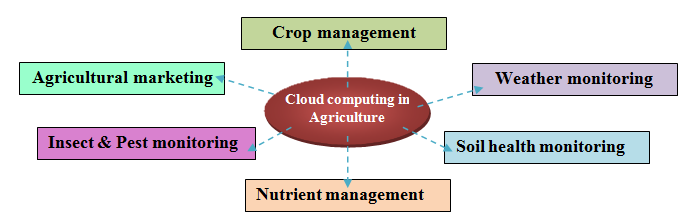 Crop management
Agricultural marketing
Weather monitoring
Cloud computing in
Agriculture
Insect & Pest monitoring
Soil health monitoring
Nutrient management